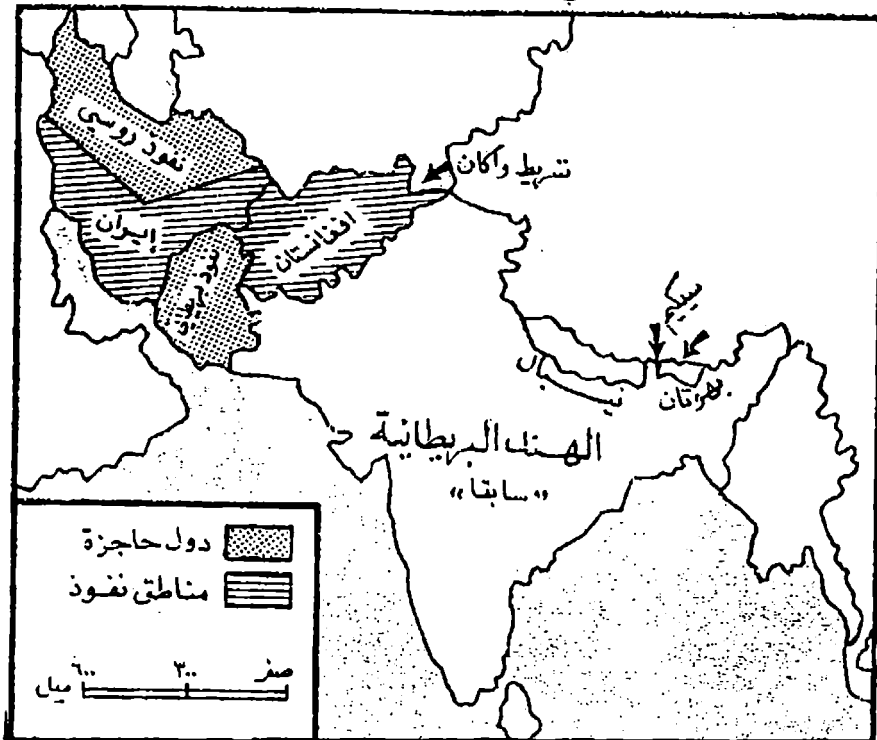 نفوذ روسي
شريط واكان
إيران
افغانستان
نفوذ بريطاني
سيكيم
نيبال
بهوتان
الهند البريطانية
"سابقا"
دول حاجزة
مناطق نفوذ
صفر ٣٠٠ ٦٠٠
ميل